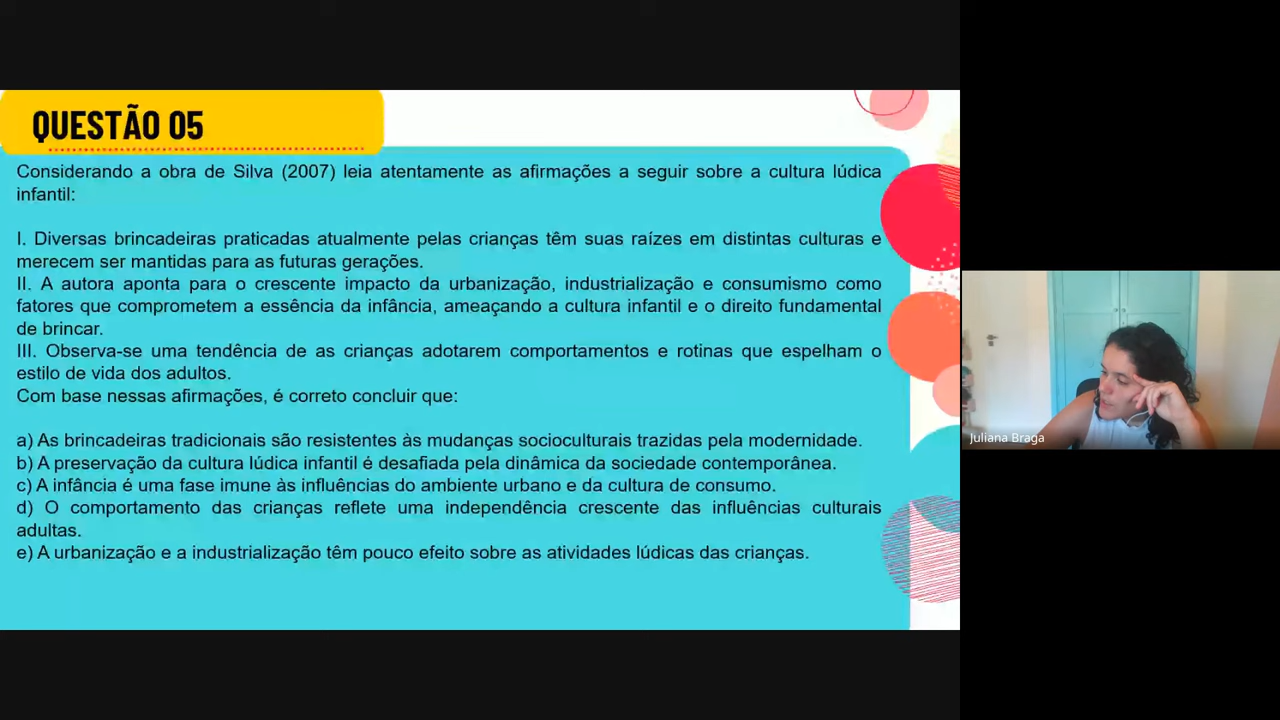 QUESTÃO 05
Considerando a obra de Silva (2007) leia atentamente as afirmações a seguir sobre a cultura lúdica
infantil:
I. Diversas brincadeiras praticadas atualmente pelas crianças têm suas raízes em distintas culturas e
merecem ser mantidas para as futuras gerações.
II. A autora aponta para o crescente impacto da urbanização, industrialização e consumismo como
fatores que comprometem a essência da infância, ameaçando a cultura infantil e o direito fundamental
de brincar.
III. Observa-se uma tendência de as crianças adotarem comportamentos e rotinas que espelham o
estilo de vida dos adultos.
Com base nessas afirmações, é correto concluir que:
a) As brincadeiras tradicionais são resistentes às mudanças socioculturais trazidas pela modernidade.
b) A preservação da cultura lúdica infantil é desafiada pela dinâmica da sociedade contemporânea.
c) A infância é uma fase imune às influências do ambiente urbano e da cultura de consumo.
d) O comportamento das crianças reflete uma independência crescente das influências culturais
adultas.
e) A urbanização e a industrialização têm pouco efeito sobre as atividades lúdicas das crianças.
Juliana Braga